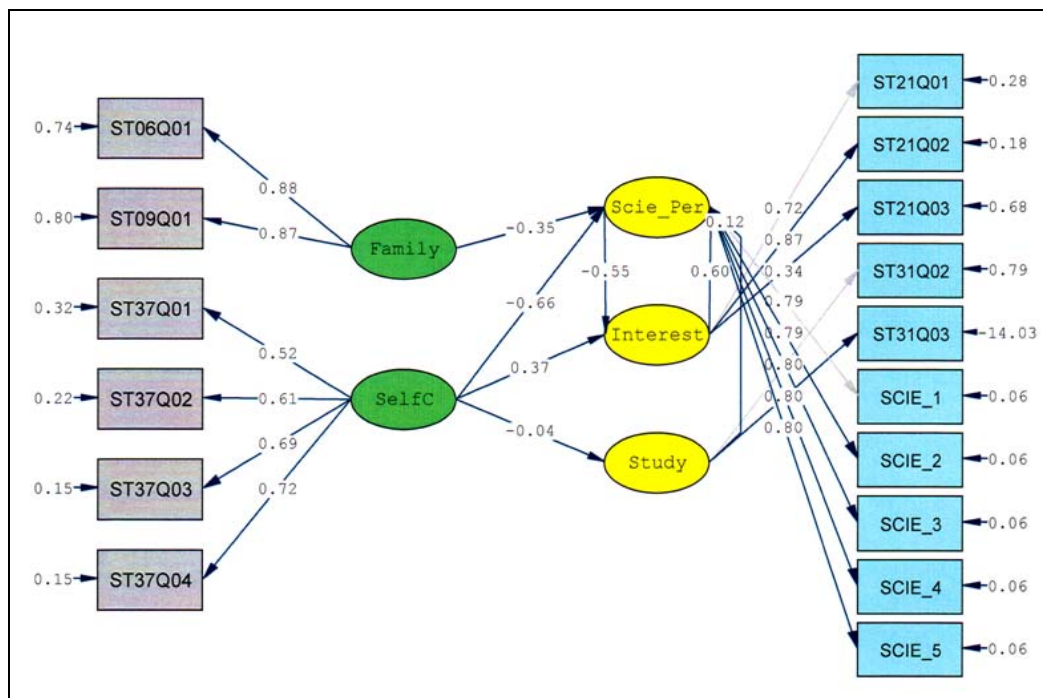 0.74
ST06Q01
0.80
ST09Q01
0.32
ST37Q01
0.22
ST37Q02
0.15
ST37Q03
0.15
ST37Q04
0.88
0.87
0.52
0.61
0.69
0.72
Family
SelfC
-0.35
-0.66
0.37
-0.04
Scie_Per
Interest
Study
-0.55
0.60
0.12
0.72
0.87
0.34
0.79
0.79
0.80
0.80
0.80
ST21Q01
0.28
ST21Q02
0.18
ST21Q03
0.68
ST31Q02
0.79
ST31Q03
-14.03
SCIE_1
0.06
SCIE_2
0.06
SCIE_3
0.06
SCIE_4
0.06
SCIE_5
0.06